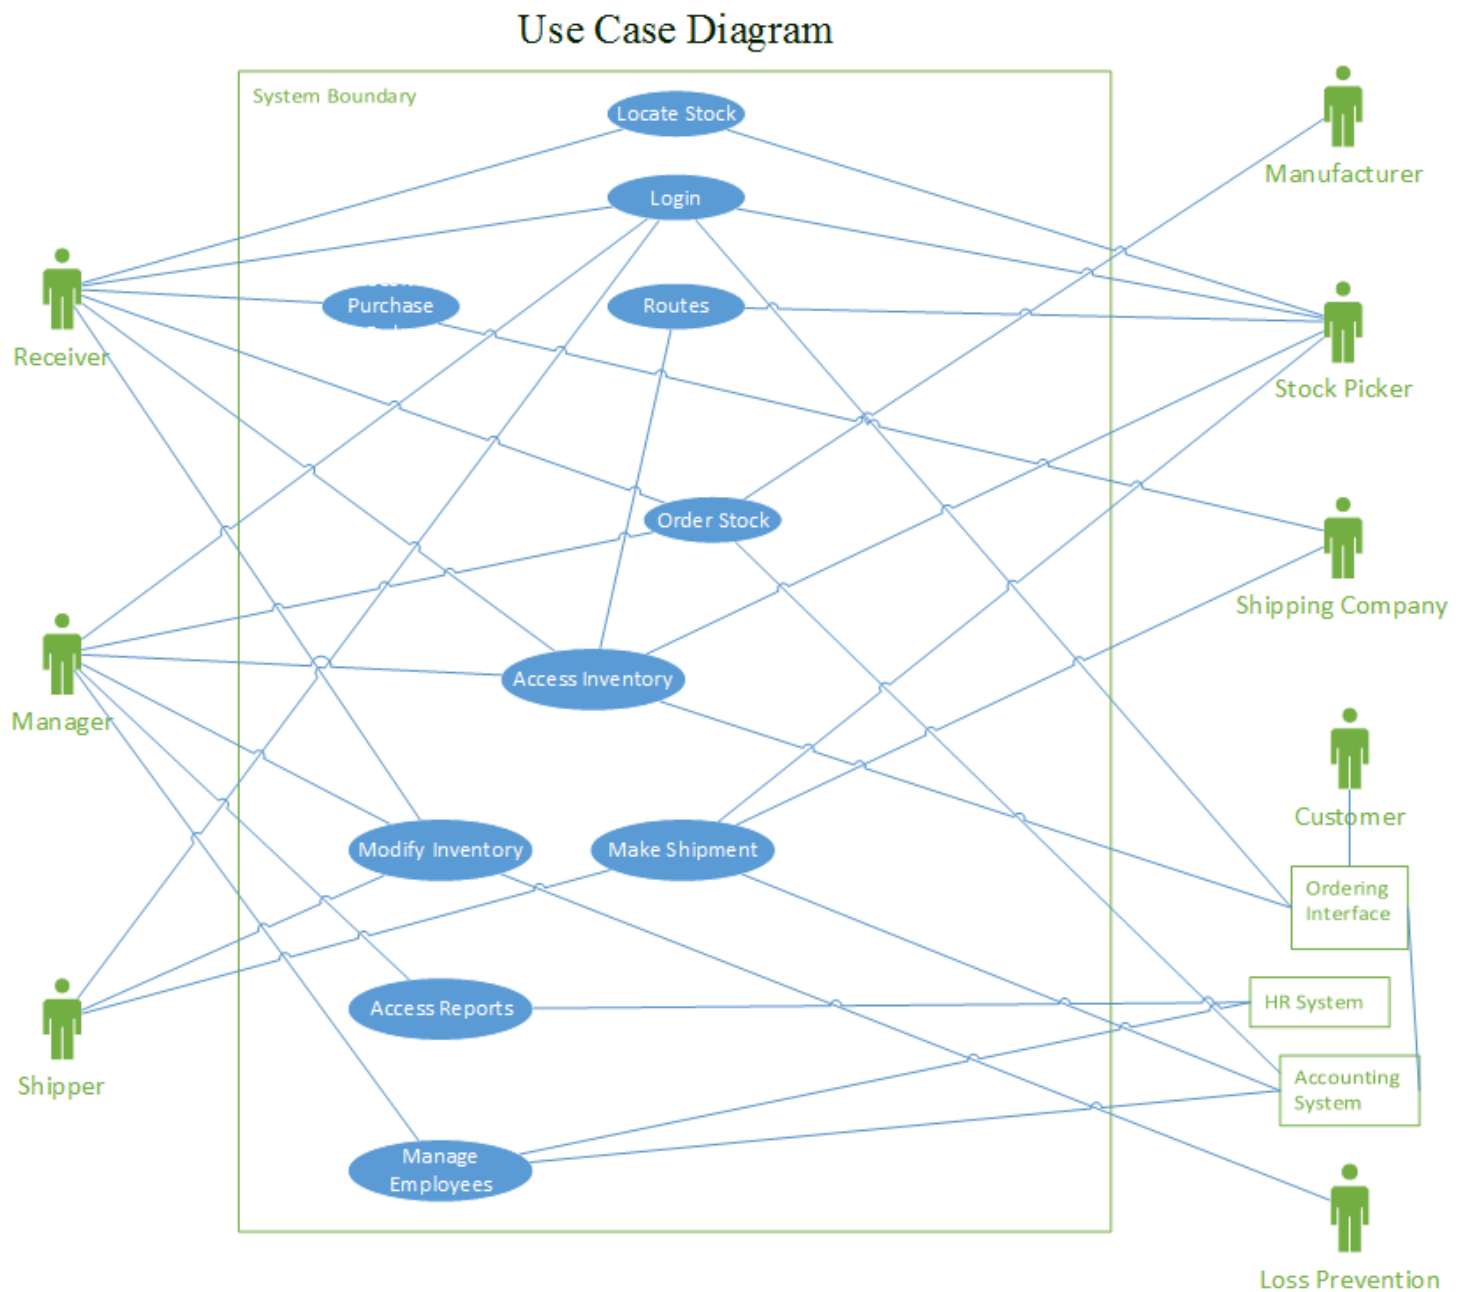 Use Case Diagram
System Boundary
Locate Stock
Manufacturer
Login
Receiver
Purchase
Routes
Stock Picker
Order Stock
Shipping Company
Manager
Access Inventory
Customer
Modify Inventory
Make Shipment
Ordering
Interface
Shipper
Access Reports
HR System
Accounting
System
Manage
Employees
Loss Prevention